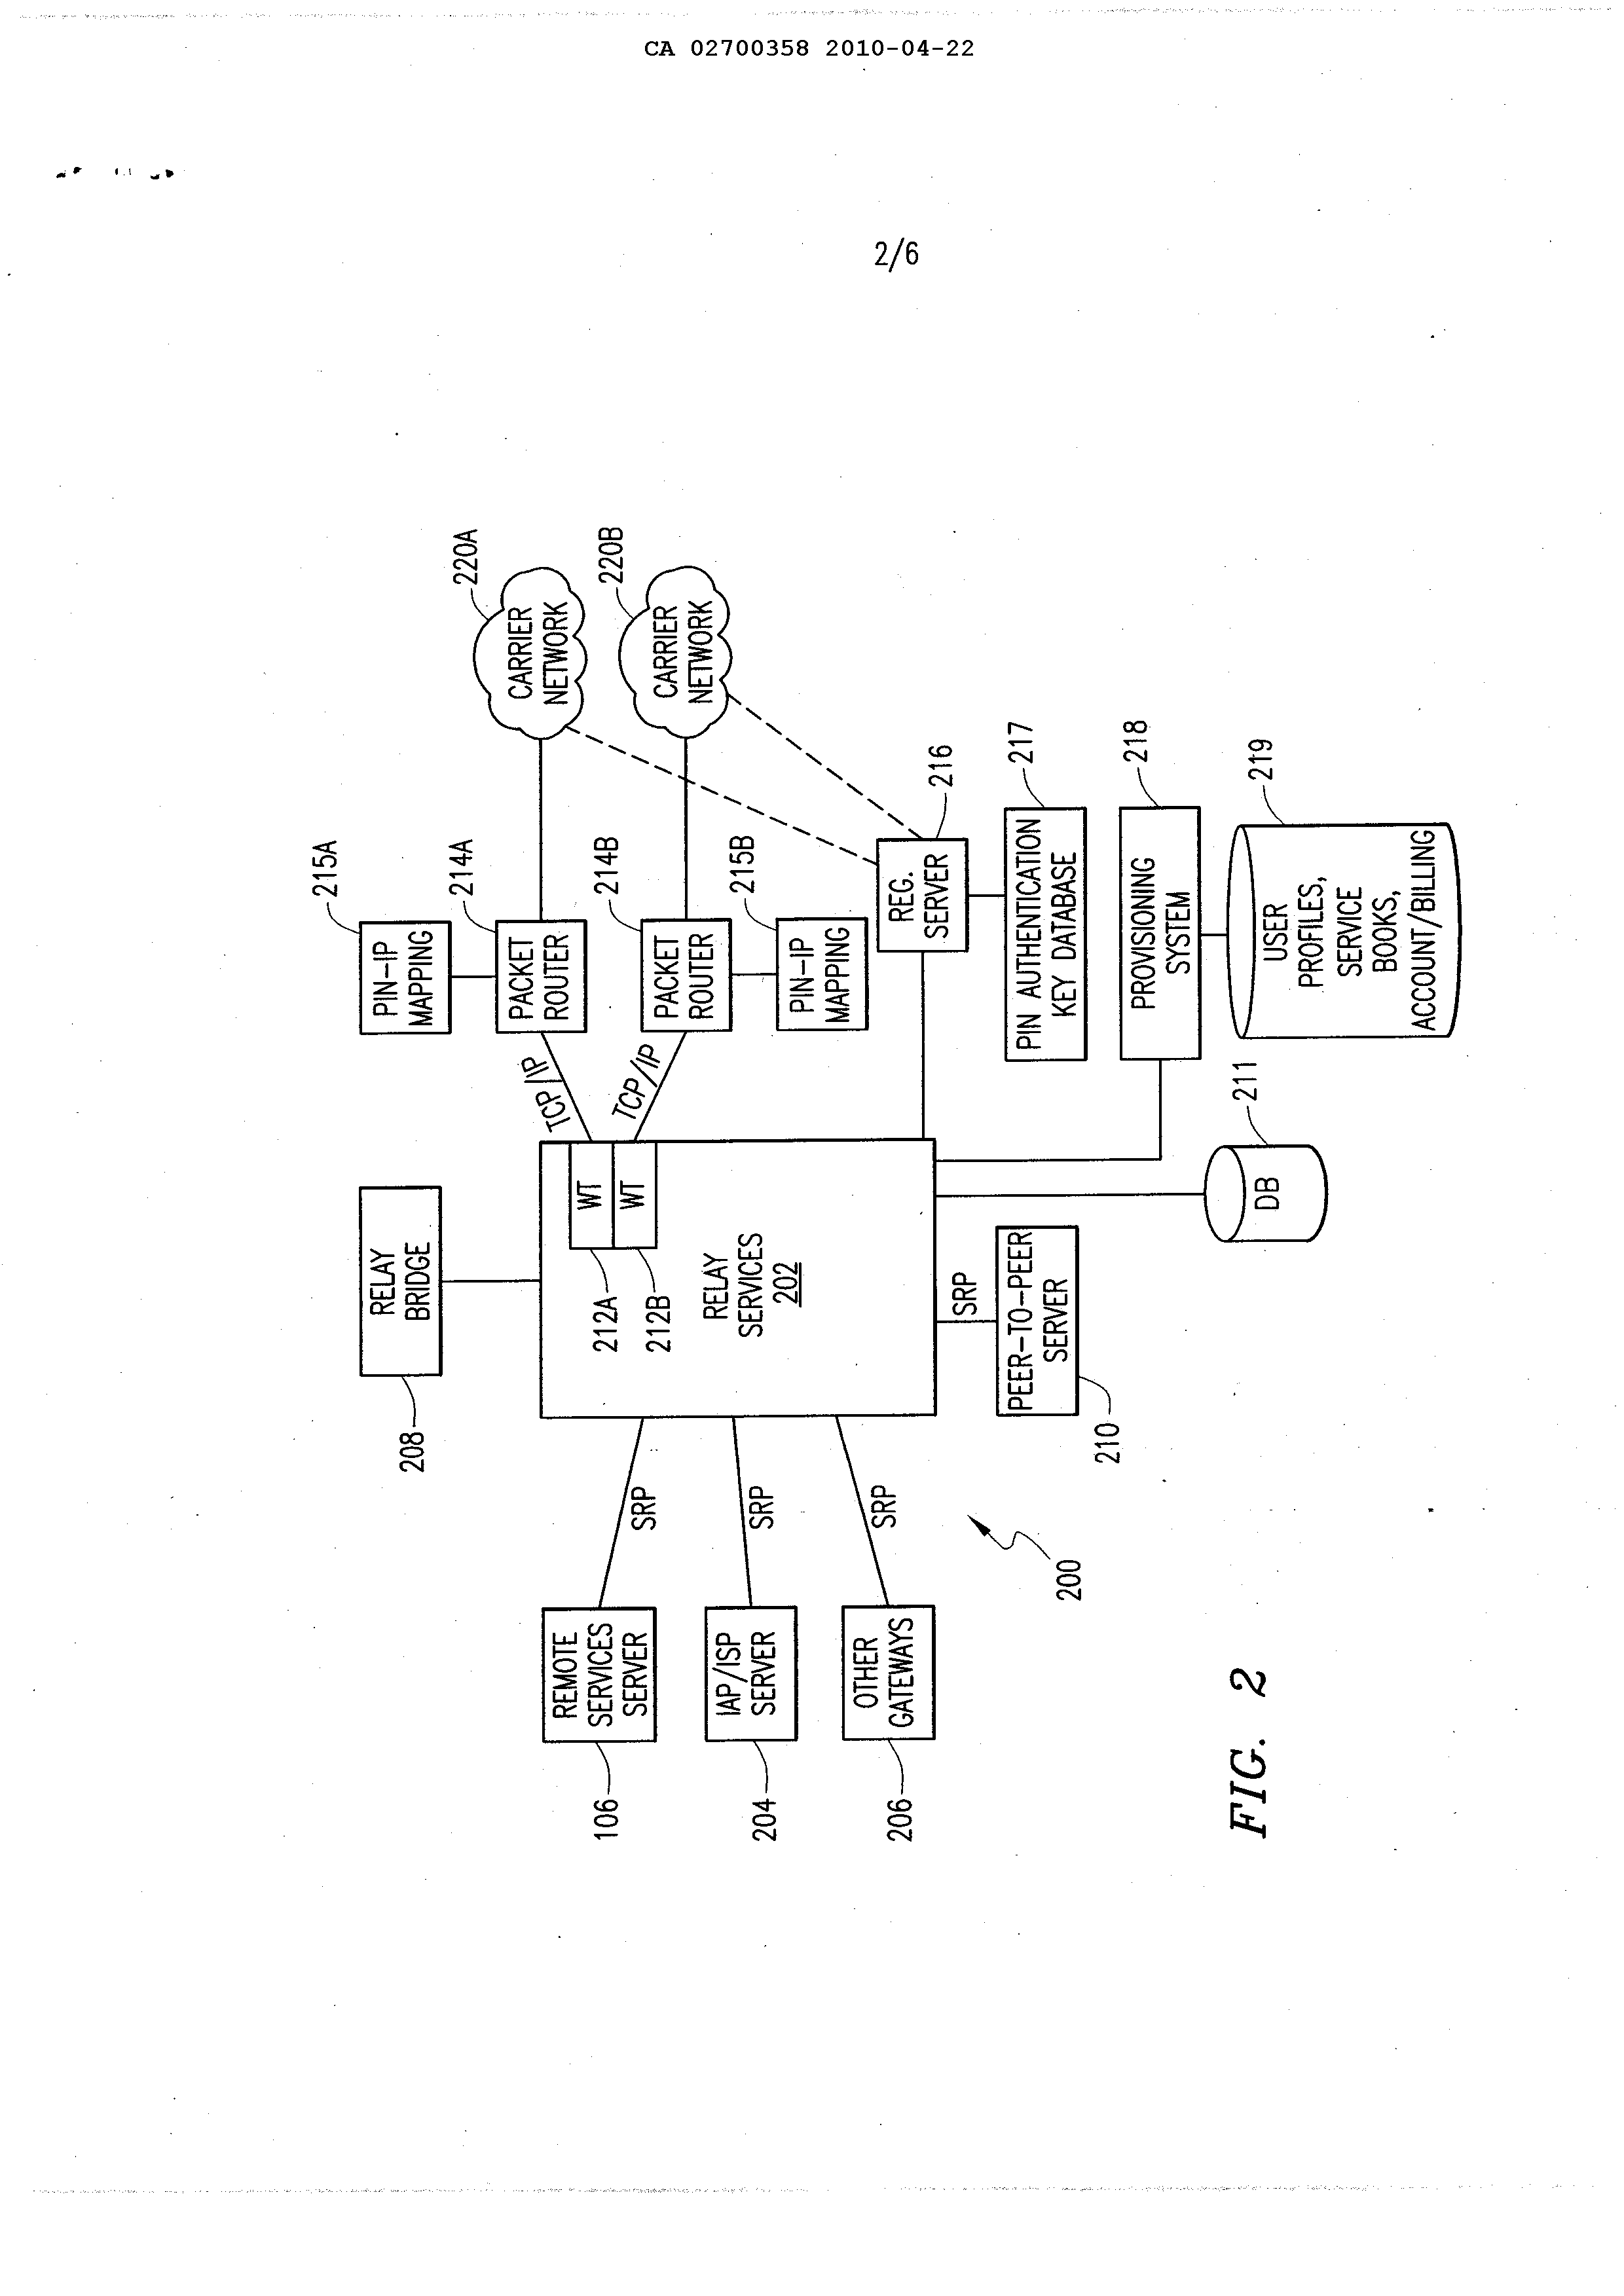 CA 02700358 2010-04-22
2/6
215A
PIN-IP
MAPPING
214A
PACKET
ROUTER
220A
CARRIER
NETWORK
TCP/IP
214B
PACKET
ROUTER
220B
CARRIER
NETWORK
TCP/IP
215B
PIN-IP
MAPPING
REG.
SERVER
216
PIN AUTHENTICATION
KEY DATABASE
217
PROVISIONING
SYSTEM
218
USER
PROFILES,
SERVICE
BOOKS,
ACCOUNT/BILLING
219
RELAY
BRIDGE
208
WT
212A
WT
212B
RELAY
SERVICES
202
SRP
PEER-TO-PEER
SERVER
210
DB
211
REMOTE
SERVICES
SERVER
106
SRP
IAP/ISP
SERVER
204
SRP
OTHER
GATEWAYS
206
SRP
200
FIG. 2